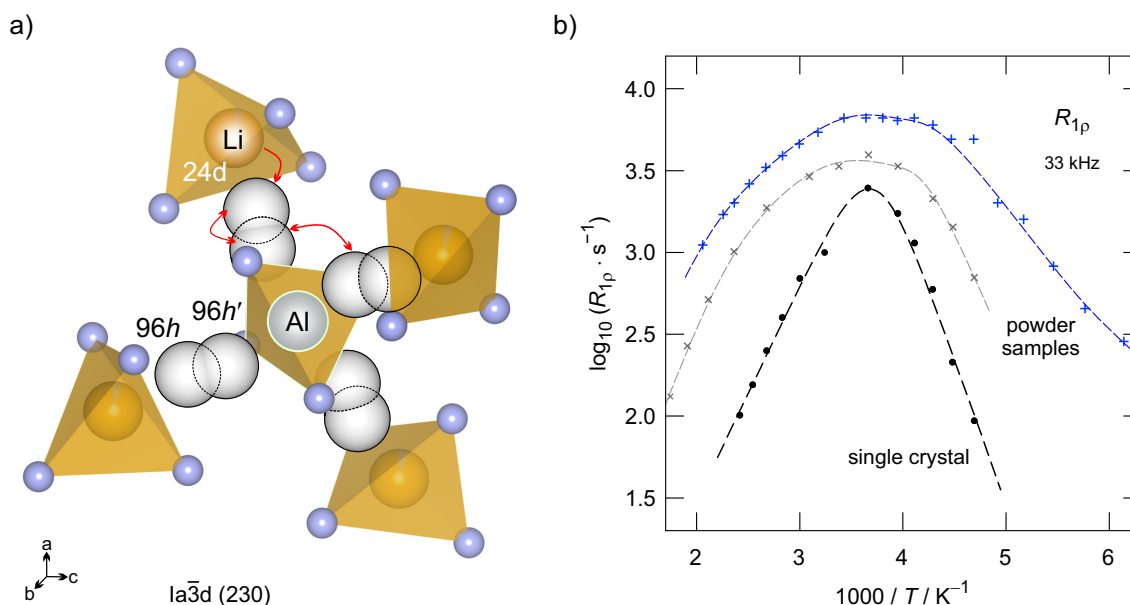 a)
Li
24d
Al
96h
96h′
a
b
c
Ia3̅d (230)
b)
log₁₀ (R₁ρ · s⁻¹)
4.0
3.5
3.0
2.5
2.0
1.5
R₁ρ
33 kHz
powder
samples
single crystal
2 3 4 5 6
1000 / T / K⁻¹